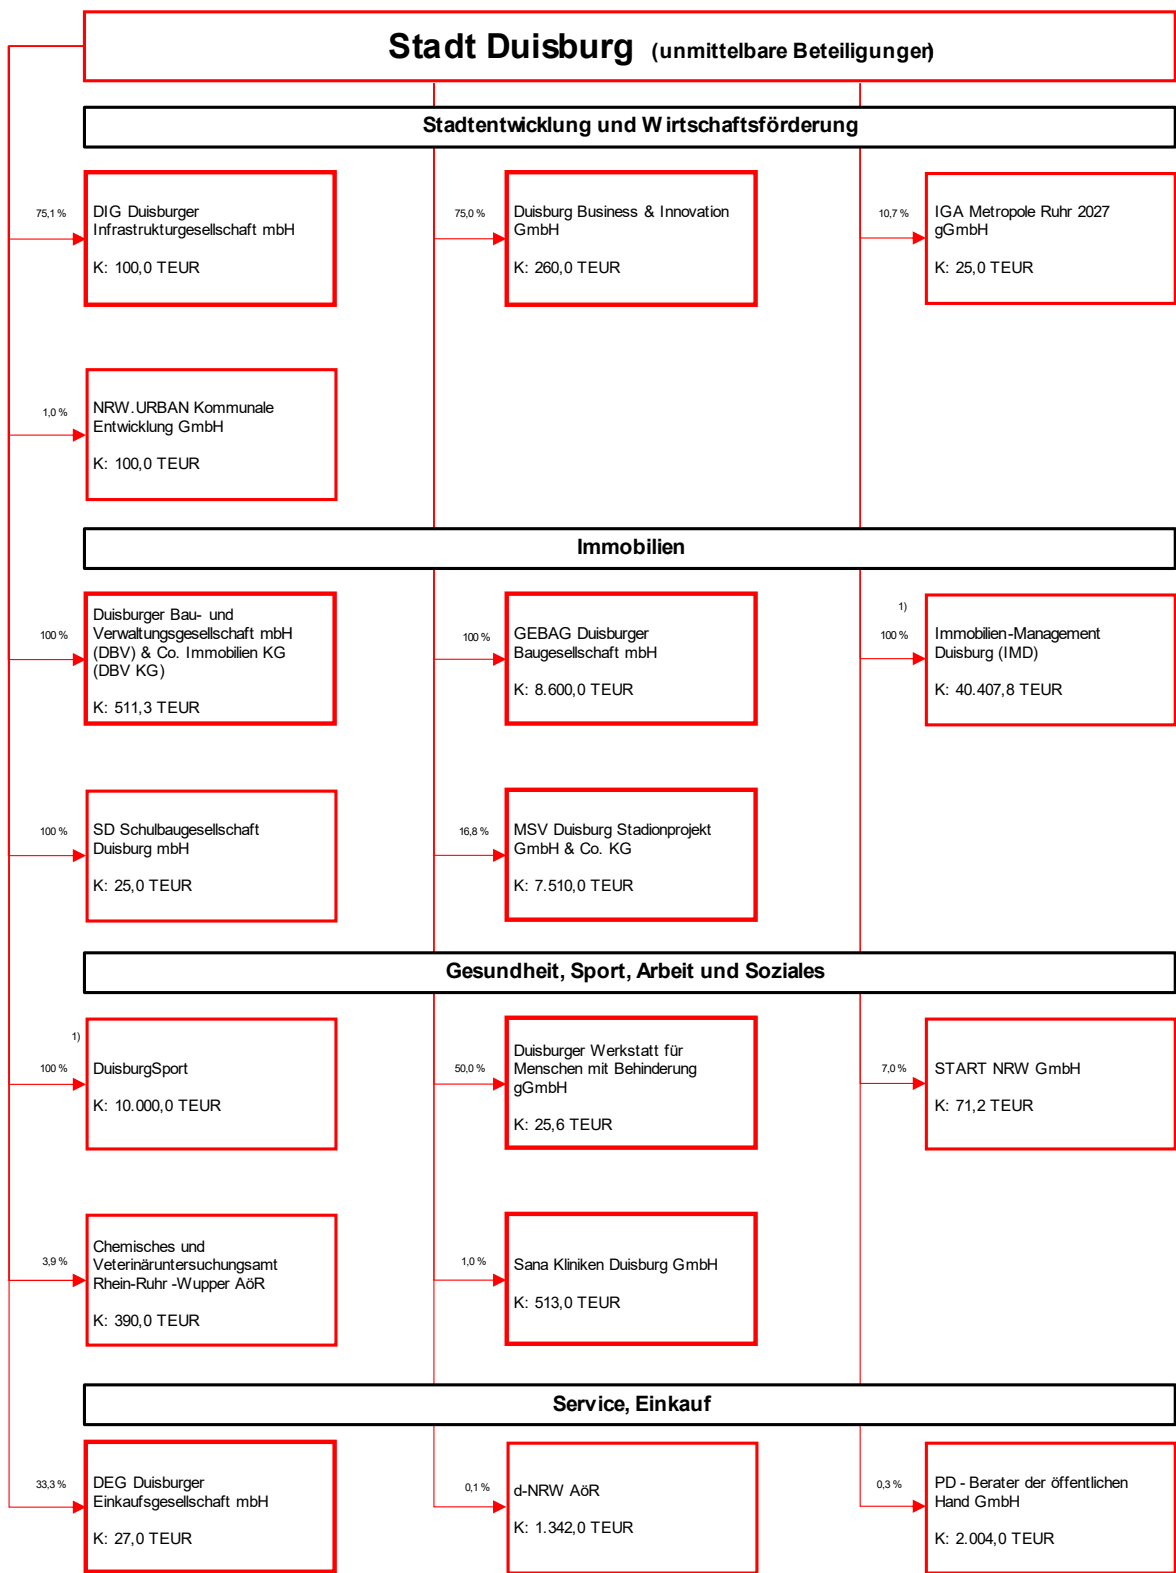 Stadt Duisburg (unmittelbare Beteiligungen)
Stadtentwicklung und Wirtschaftsförderung
75,1 %
DIG Duisburger
Infrastrukturgesellschaft mbH
K: 100,0 TEUR
75,0 %
Duisburg Business & Innovation
GmbH
K: 260,0 TEUR
10,7 %
IGA Metropole Ruhr 2027
gGmbH
K: 25,0 TEUR
1,0 %
NRW.URBAN Kommunale
Entwicklung GmbH
K: 100,0 TEUR
Immobilien
100 %
Duisburger Bau- und
Verwaltungsgesellschaft mbH
(DBV) & Co. Immobilien KG
(DBV KG)
K: 511,3 TEUR
100 %
GEBAG Duisburger
Baugesellschaft mbH
K: 8.600,0 TEUR
1)
100 %
Immobilien-Management
Duisburg (IMD)
K: 40.407,8 TEUR
100 %
SD Schulbaugesellschaft
Duisburg mbH
K: 25,0 TEUR
16,8 %
MSV Duisburg Stadionprojekt
GmbH & Co. KG
K: 7.510,0 TEUR
Gesundheit, Sport, Arbeit und Soziales
1)
100 %
DuisburgSport
K: 10.000,0 TEUR
50,0 %
Duisburger Werkstatt für
Menschen mit Behinderung
gGmbH
K: 25,6 TEUR
7,0 %
START NRW GmbH
K: 71,2 TEUR
3,9 %
Chemisches und
Veterinäruntersuchungsamt
Rhein-Ruhr-Wupper AöR
K: 390,0 TEUR
1,0 %
Sana Kliniken Duisburg GmbH
K: 513,0 TEUR
Service, Einkauf
33,3 %
DEG Duisburger
Einkaufsgesellschaft mbH
K: 27,0 TEUR
0,1 %
d-NRW AöR
K: 1.342,0 TEUR
0,3 %
PD - Berater der öffentlichen
Hand GmbH
K: 2.004,0 TEUR